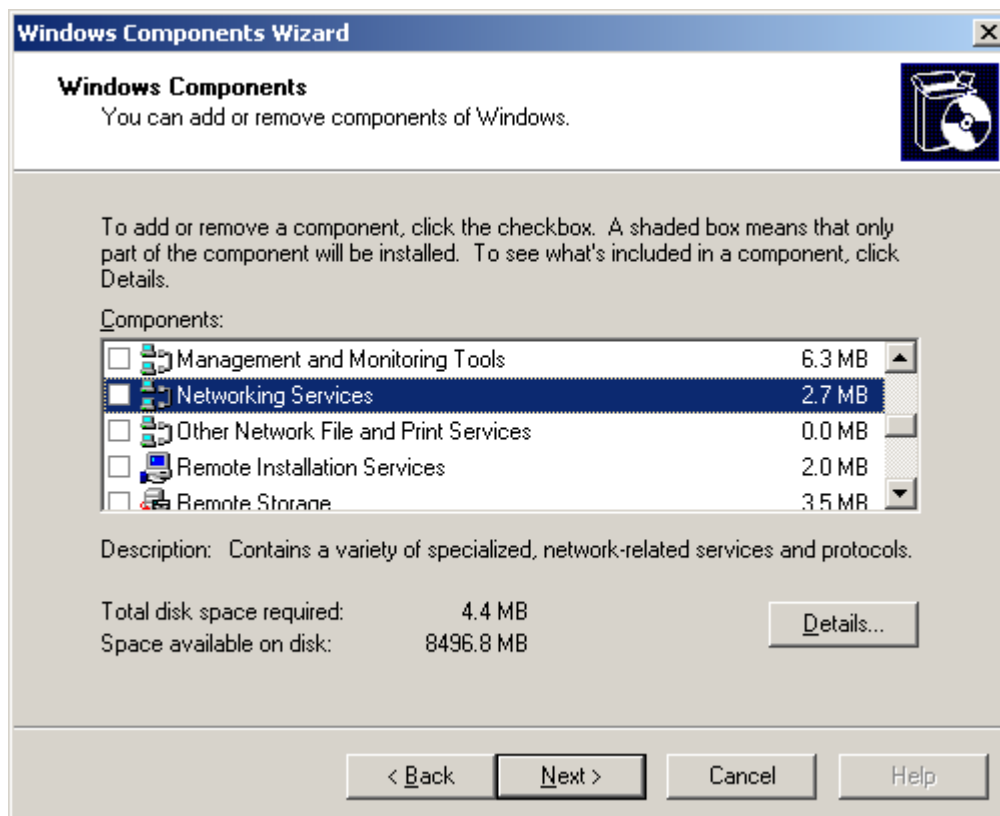 Windows Components Wizard
Windows Components
You can add or remove components of Windows.
To add or remove a component, click the checkbox. A shaded box means that only
part of the component will be installed. To see what's included in a component, click
Details.
Components:
Management and Monitoring Tools 6.3 MB
Networking Services 2.7 MB
Other Network File and Print Services 0.0 MB
Remote Installation Services 2.0 MB
Remote Storage 3.5 MB
Description: Contains a variety of specialized, network-related services and protocols.
Total disk space required: 4.4 MB
Space available on disk: 8496.8 MB
Details...
< Back Next > Cancel Help